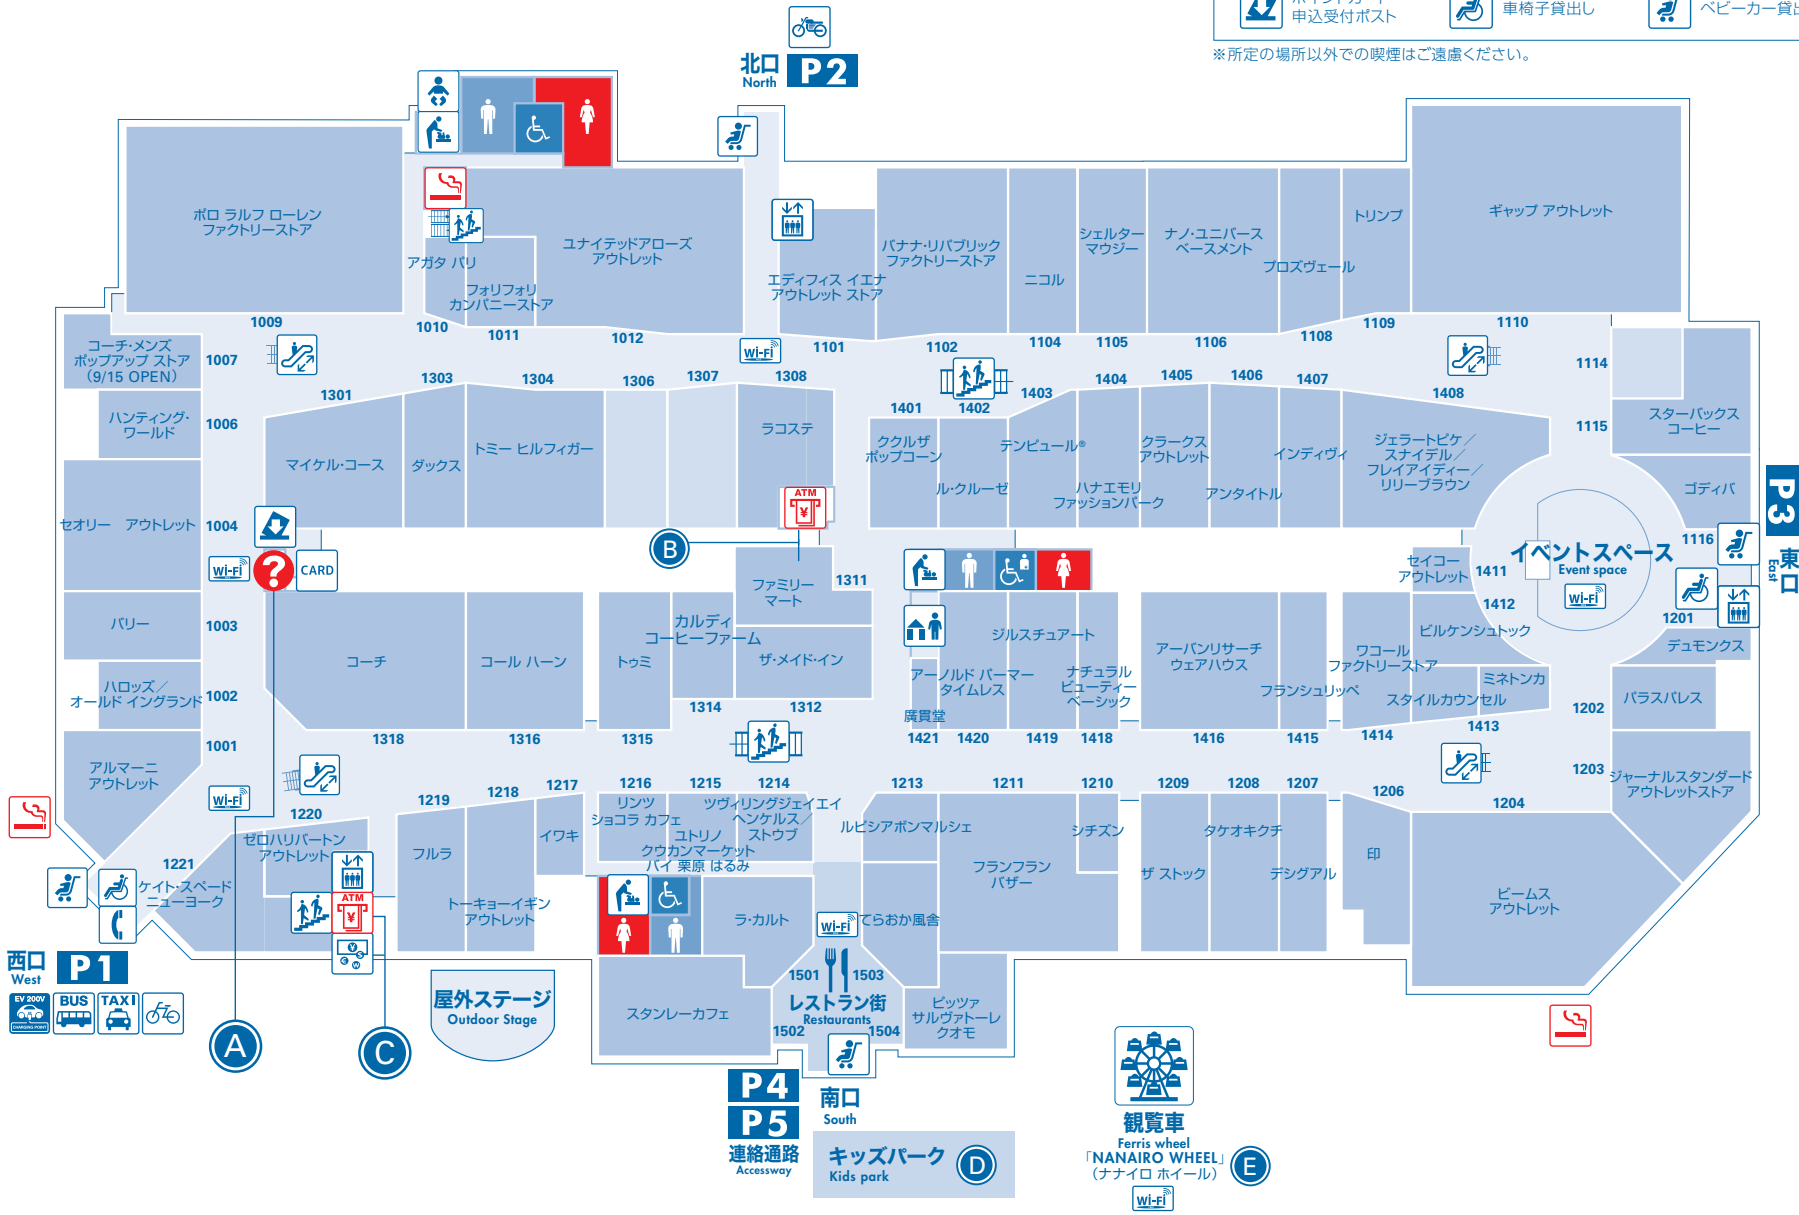 申込受付ポスト
車椅子貸出し
※所定の場所以外での喫煙はご遠慮ください。
北口
North
P2
ポロ ラルフ ローレン
ファクトリーストア
アガタ パリ
フォリフォリ
カンパニーストア
ユナイテッドアローズ
アウトレット
エディフィス イエナ
アウトレット ストア
バナナ・リパブリック
ファクトリーストア
ニコル
シェルター
マウジー
ナノ・ユニバース
ベースメント
プロズヴェール
トリンプ
ギャップ アウトレット
1009
1010
1011
1012
1101
1102
1104
1105
1106
1108
1109
1110
1114
1115
コーチ・メンズ
ポップアップ ストア
(9/15 OPEN)
1007
ハンティング・
ワールド
1006
セオリー アウトレット
1004
バリー
1003
ハロッズ／
オールド イングランド
1002
1001
アルマーニ
アウトレット
Wi-Fi
1301
1303
1304
1306
1307
1308
1401
1402
1403
1404
1405
1406
1407
1408
マイケル・コース
ダックス
トミー ヒルフィガー
ラコステ
ATM
ククルザ
ポップコーン
ル・クルーゼ
テンピュール®
ハナエモリ
ファッションパーク
クラークス
アウトレット
アンタイトル
インディヴィ
ジェラートピケ／
スナイデル／
フレイアイディー／
リリーブラウン
スターバックス
コーヒー
ゴディバ
P3
東口
East
1116
イベントスペース
Event space
Wi-Fi
セイコー
アウトレット
1411
1412
1201
デュモンクス
Wi-Fi
?
CARD
B
ファミリー
マート
1311
カルディ
コーヒーファーム
ザ・メイド・イン
コーチ
コール ハーン
トゥミ
1318
1316
1315
1314
1312
ジルスチュアート
アーノルド パーマー
タイムレス
廣貫堂
ナチュラル
ビューティー
ベーシック
アーバンリサーチ
ウェアハウス
フランシュリッペ
ワコール
ファクトリーストア
ビルケンシュトック
スタイルカウンセル
ミネトンカ
1421
1420
1419
1418
1416
1415
1414
1413
パラスパレス
1202
1203
ジャーナルスタンダード
アウトレットストア
Wi-Fi
1220
1219
1218
1217
1216
1215
1214
1213
1211
1210
1209
1208
1207
1206
1204
1221
ケイト・スペード
ニューヨーク
ゼロハリバートン
アウトレット
ATM
フルラ
トーキョーイギン
アウトレット
イワキ
リンツ
ショコラ カフェ
ユトリノ
クウカンマーケット
バイ 栗原 はるみ
ツヴィリングジェイエイ
ヘンケルス／
ストウブ
ルピシアボンマルシェ
フランフラン
バザー
シチズン
ザ ストック
タケオキクチ
デシグアル
印
ビームス
アウトレット
ラ・カルト
Wi-Fi
てらおか風舎
スタンレーカフェ
1501
1503
レストラン街
Restaurants
1502
1504
ピッツァ
サルヴァトーレ
クオモ
西口
West
P1
EV 200V
CHARGING POINT
BUS
TAXI
A
C
屋外ステージ
Outdoor Stage
P4
P5
連絡通路
Accessway
南口
South
キッズパーク
Kids park
D
観覧車
Ferris wheel
「NANAIRO WHEEL」
(ナナイロ ホイール)
E
Wi-Fi